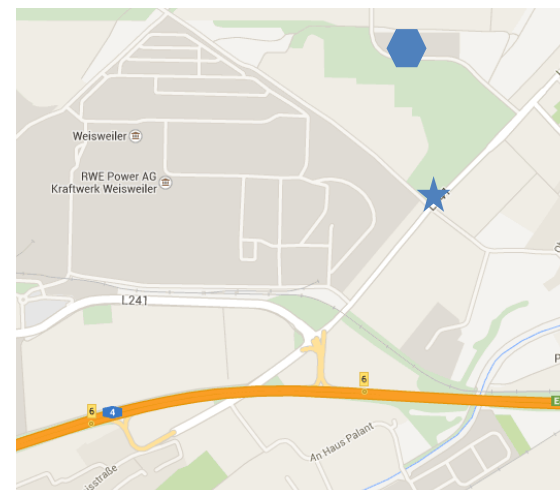 Weisweiler
RWE Power AG
Kraftwerk Weisweiler
L241
6
6
4
An Haus Palant